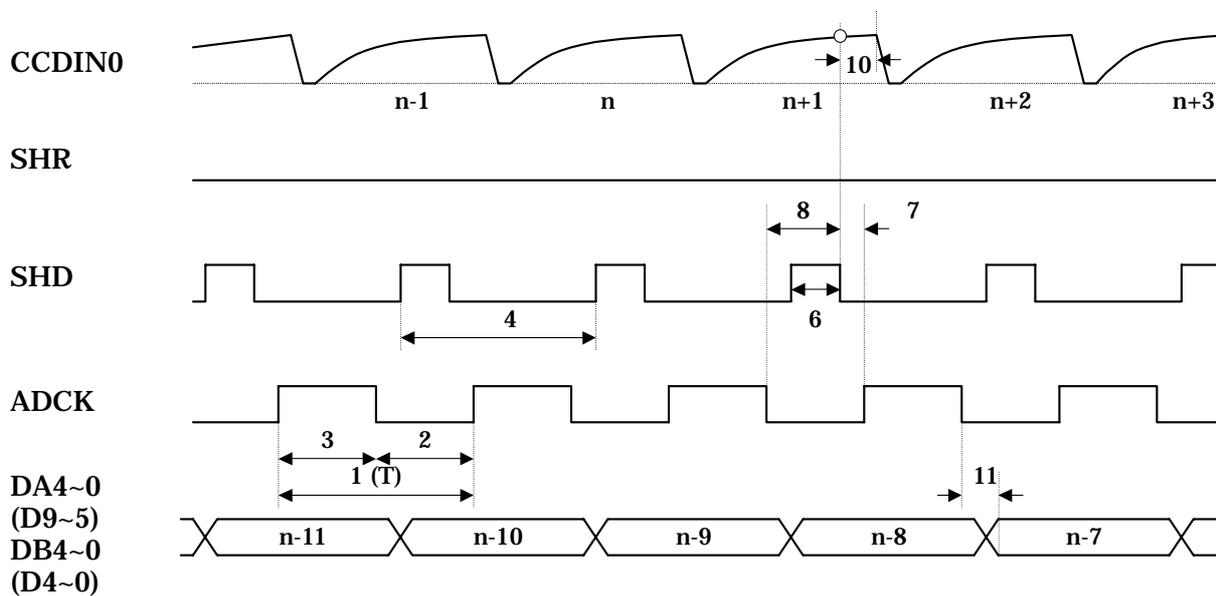 CCDIN0
10
n-1 n n+1 n+2 n+3
SHR
8 7
SHD
4 6
ADCK
3 2
1 (T)
11
DA4~0
(D9~5)
DB4~0
(D4~0)
n-11 n-10 n-9 n-8 n-7